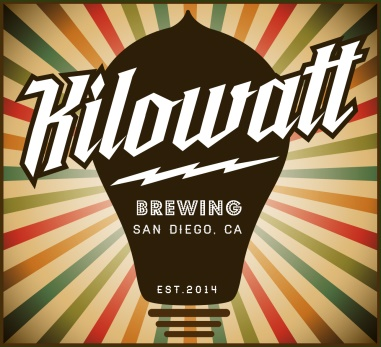 Kilowatt
BREWING
SAN DIEGO, CA
EST.2014